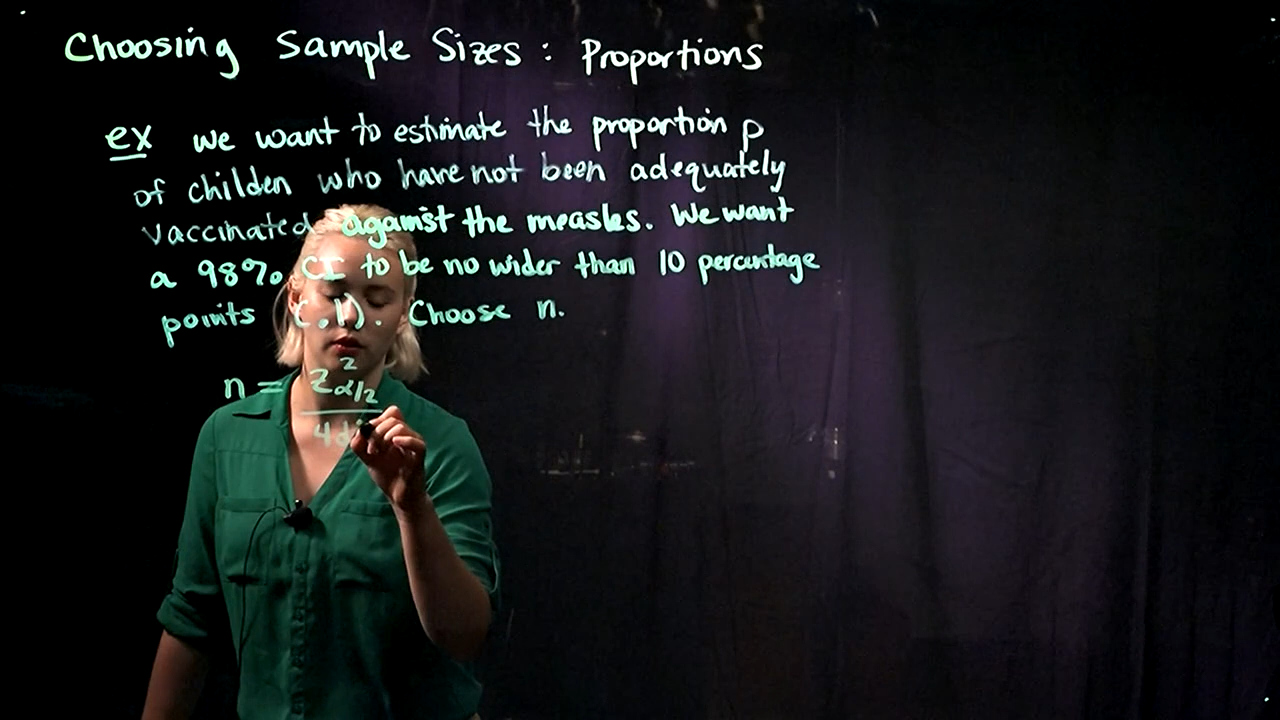 Choosing Sample Sizes: Proportions
ex we want to estimate the proportion p
of childen who have not been adequately
vaccinated against the measles. We want
a 98% CI to be no wider than 10 percentage
points (.1). Choose n.
n = z²α/2
4d²